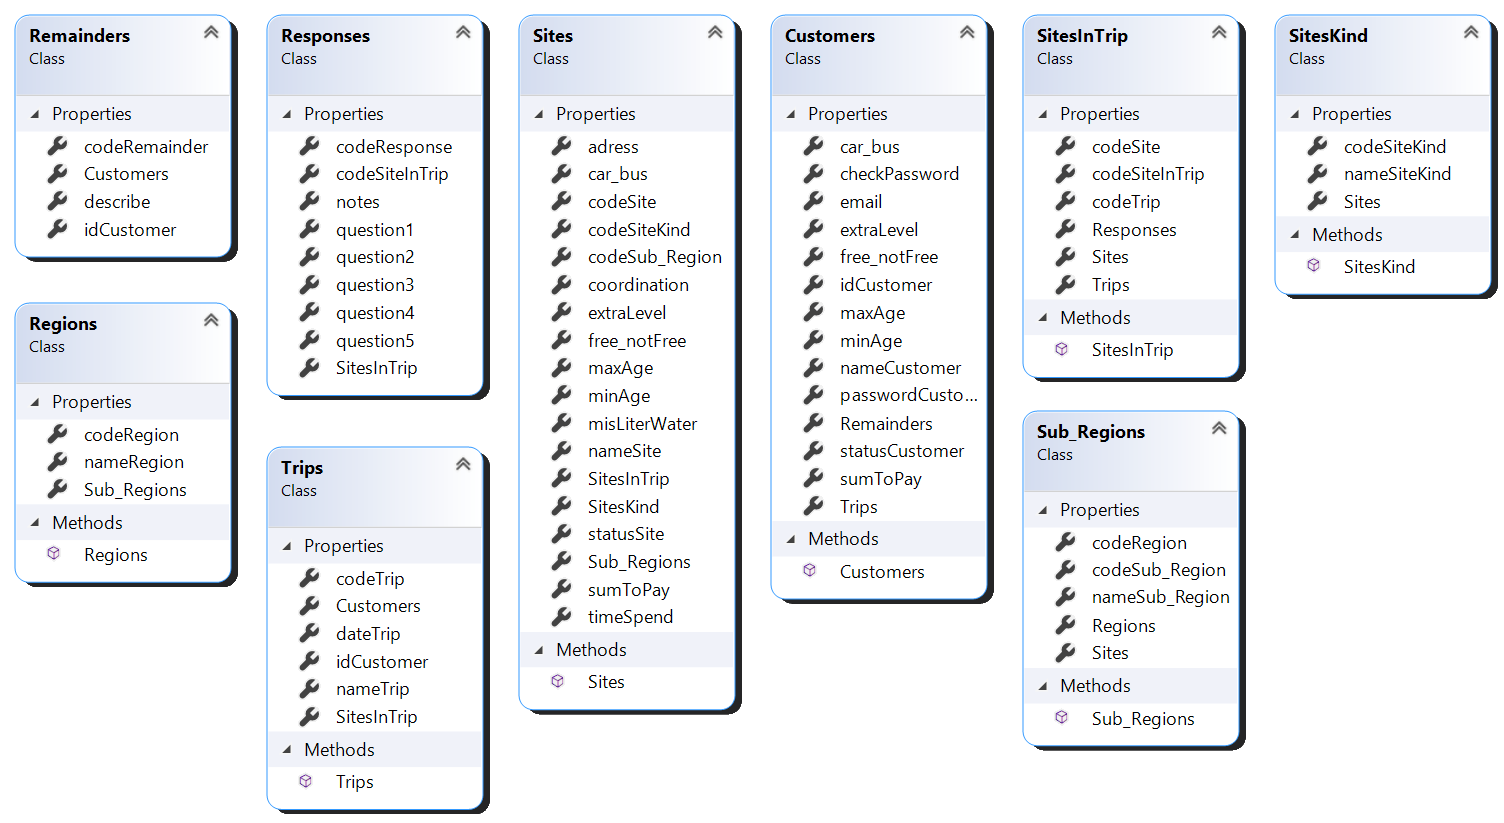 Remainders
Class
Properties
codeRemainder
Customers
describe
idCustomer
Regions
Class
Properties
codeRegion
nameRegion
Sub_Regions
Methods
Regions
Responses
Class
Properties
codeResponse
codeSiteInTrip
notes
question1
question2
question3
question4
question5
SitesInTrip
Trips
Class
Properties
codeTrip
Customers
dateTrip
idCustomer
nameTrip
SitesInTrip
Methods
Trips
Sites
Class
Properties
adress
car_bus
codeSite
codeSiteKind
codeSub_Region
coordination
extraLevel
free_notFree
maxAge
minAge
misLiterWater
nameSite
SitesInTrip
SitesKind
statusSite
Sub_Regions
sumToPay
timeSpend
Methods
Sites
Customers
Class
Properties
car_bus
checkPassword
email
extraLevel
free_notFree
idCustomer
maxAge
minAge
nameCustomer
passwordCusto...
Remainders
statusCustomer
sumToPay
Trips
Methods
Customers
SitesInTrip
Class
Properties
codeSite
codeSiteInTrip
codeTrip
Responses
Sites
Trips
Methods
SitesInTrip
Sub_Regions
Class
Properties
codeRegion
codeSub_Region
nameSub_Region
Regions
Sites
Methods
Sub_Regions
SitesKind
Class
Properties
codeSiteKind
nameSiteKind
Sites
Methods
SitesKind